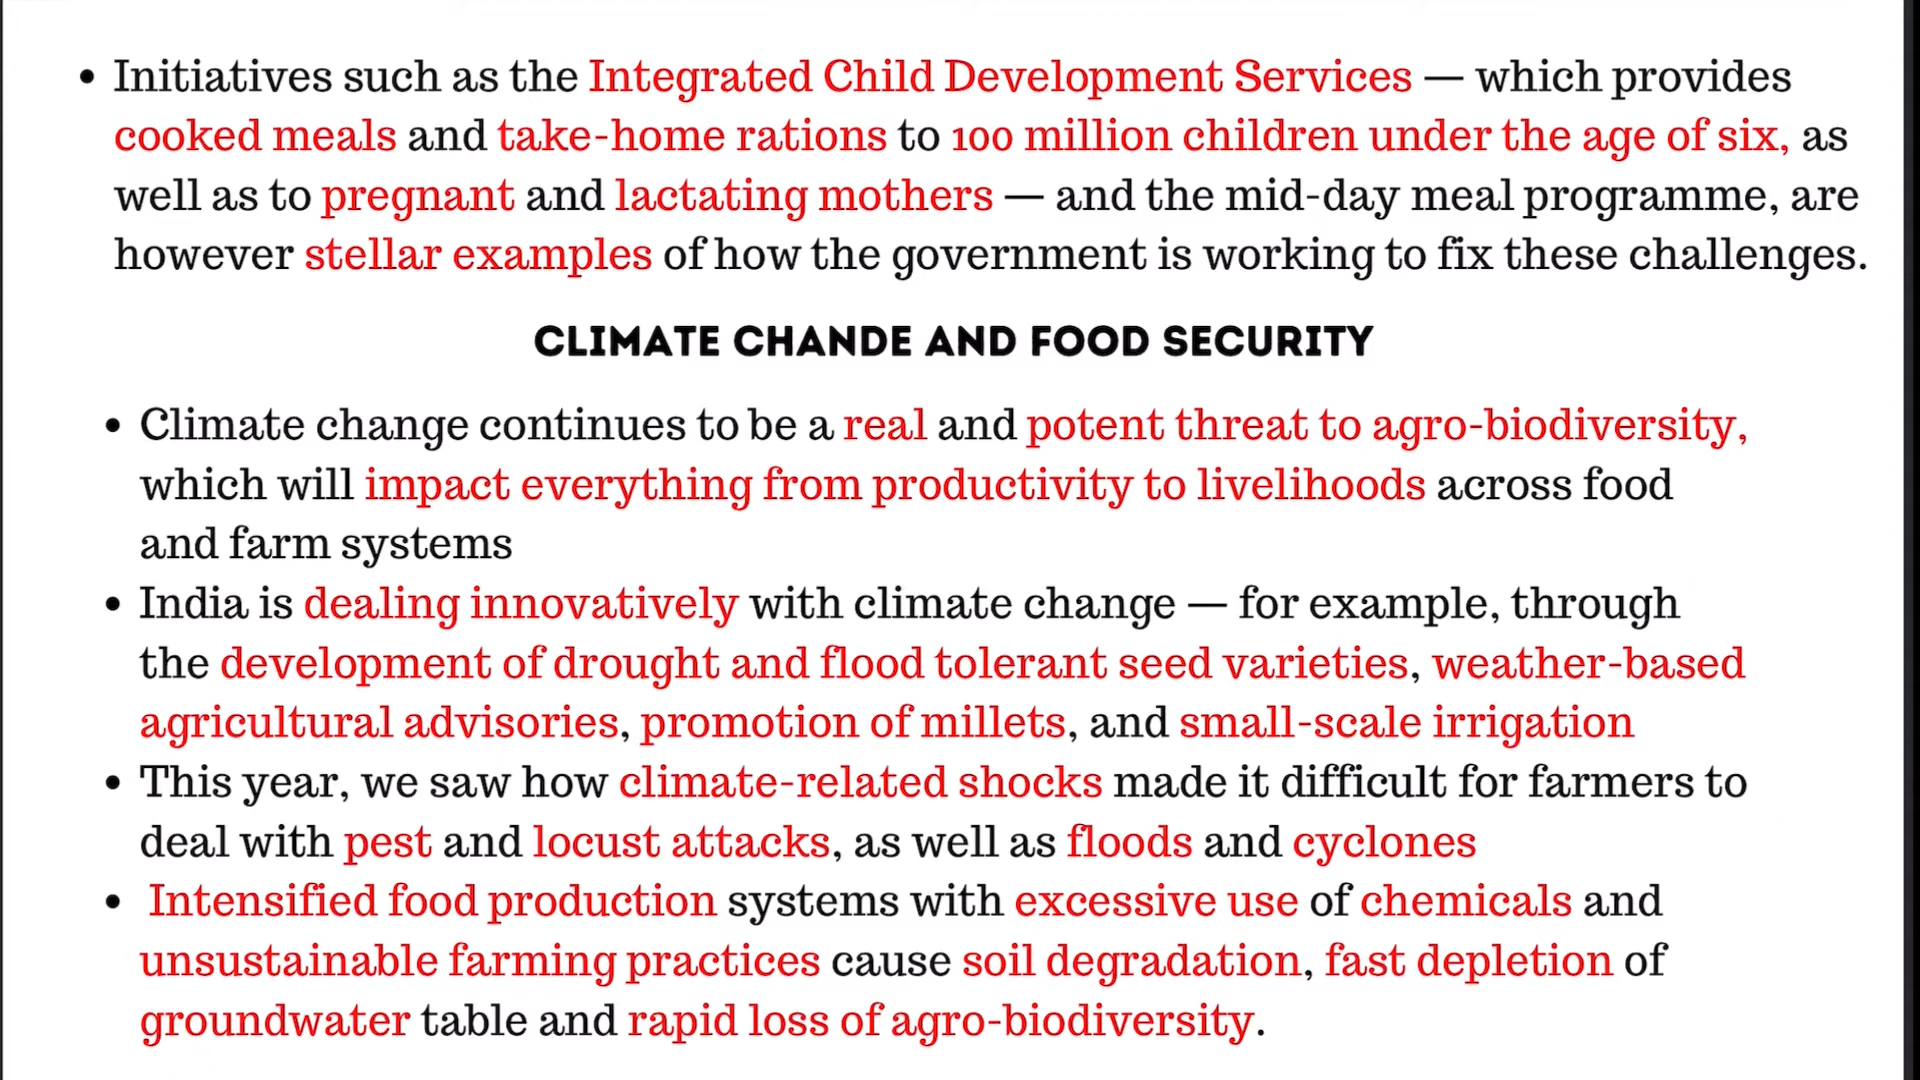 • Initiatives such as the Integrated Child Development Services — which provides
cooked meals and take-home rations to 100 million children under the age of six, as
well as to pregnant and lactating mothers — and the mid-day meal programme, are
however stellar examples of how the government is working to fix these challenges.
CLIMATE CHANDE AND FOOD SECURITY
• Climate change continues to be a real and potent threat to agro-biodiversity,
which will impact everything from productivity to livelihoods across food
and farm systems
• India is dealing innovatively with climate change — for example, through
the development of drought and flood tolerant seed varieties, weather-based
agricultural advisories, promotion of millets, and small-scale irrigation
• This year, we saw how climate-related shocks made it difficult for farmers to
deal with pest and locust attacks, as well as floods and cyclones
• Intensified food production systems with excessive use of chemicals and
unsustainable farming practices cause soil degradation, fast depletion of
groundwater table and rapid loss of agro-biodiversity.